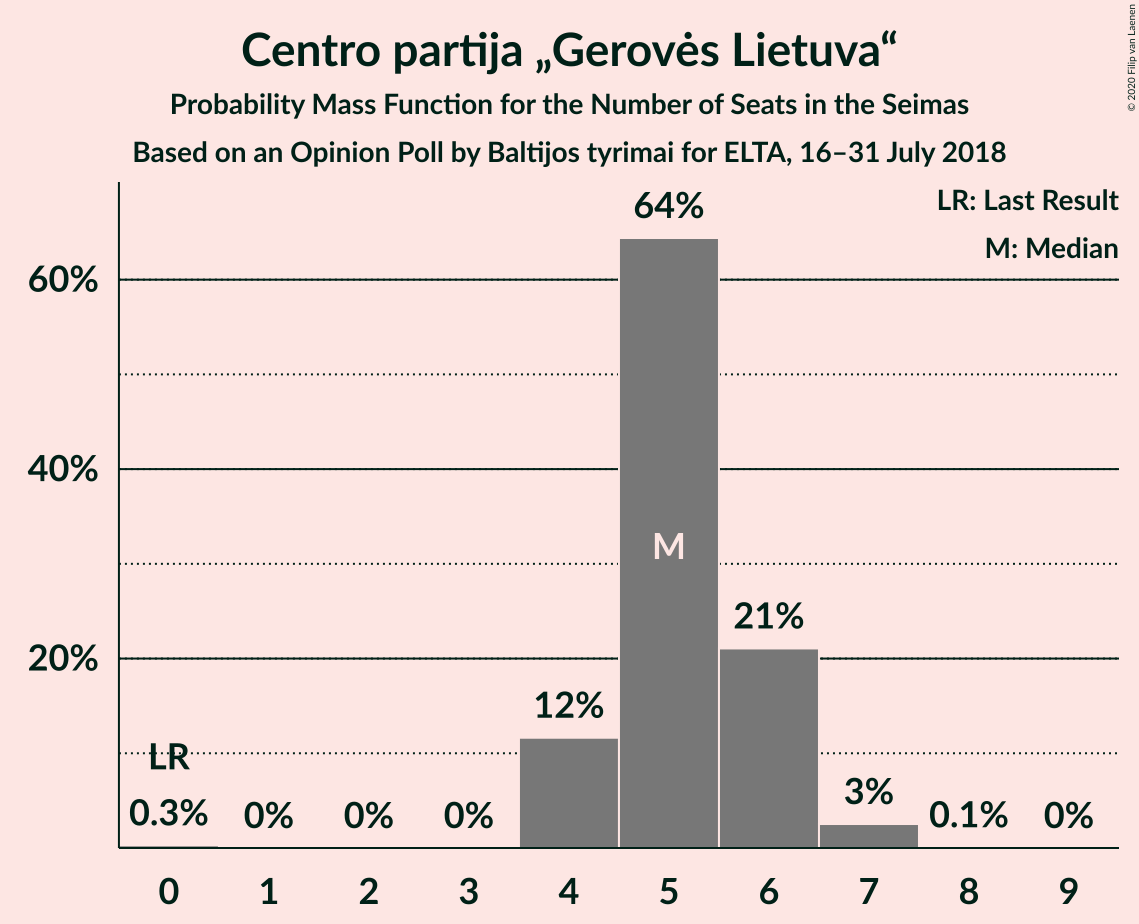 Centro partija „Gerovės Lietuva“
Probability Mass Function for the Number of Seats in the Seimas
Based on an Opinion Poll by Baltijos tyrimai for ELTA, 16–31 July 2018
© 2020 Filip van Laenen
LR: Last Result
M: Median
64%
60%
40%
M
21%
20%
12%
LR
3%
0.3% 0% 0% 0% 0.1% 0%
0 1 2 3 4 5 6 7 8 9